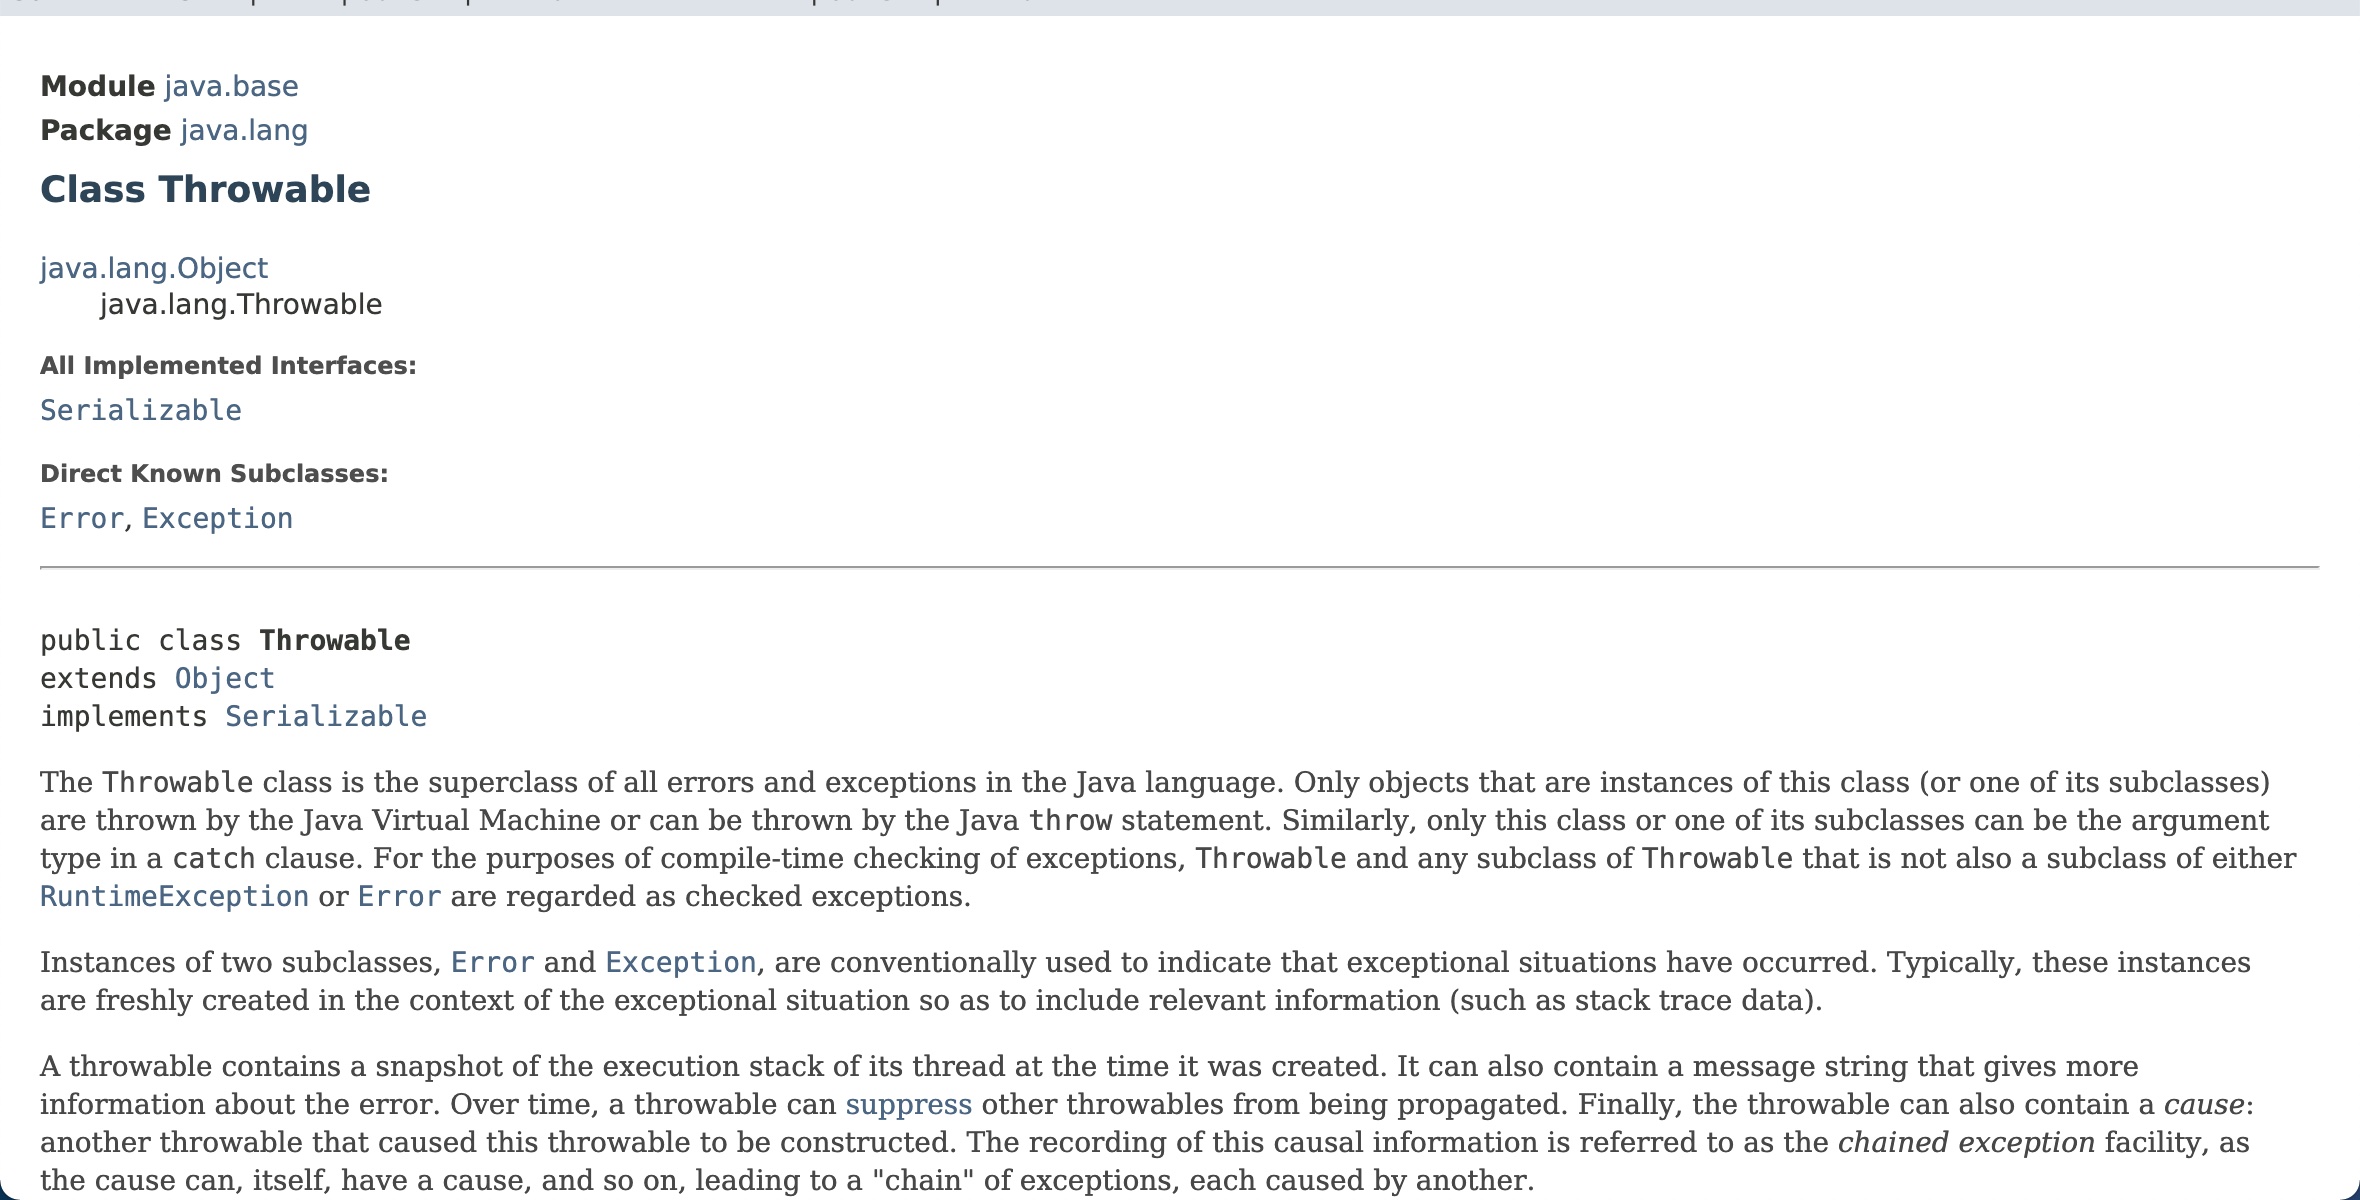 Module java.base
Package java.lang
Class Throwable
java.lang.Object
java.lang.Throwable
All Implemented Interfaces:
Serializable
Direct Known Subclasses:
Error, Exception
public class Throwable
extends Object
implements Serializable
The Throwable class is the superclass of all errors and exceptions in the Java language. Only objects that are instances of this class (or one of its subclasses)
are thrown by the Java Virtual Machine or can be thrown by the Java throw statement. Similarly, only this class or one of its subclasses can be the argument
type in a catch clause. For the purposes of compile-time checking of exceptions, Throwable and any subclass of Throwable that is not also a subclass of either
RuntimeException or Error are regarded as checked exceptions.
Instances of two subclasses, Error and Exception, are conventionally used to indicate that exceptional situations have occurred. Typically, these instances
are freshly created in the context of the exceptional situation so as to include relevant information (such as stack trace data).
A throwable contains a snapshot of the execution stack of its thread at the time it was created. It can also contain a message string that gives more
information about the error. Over time, a throwable can suppress other throwables from being propagated. Finally, the throwable can also contain a cause:
another throwable that caused this throwable to be constructed. The recording of this causal information is referred to as the chained exception facility, as
the cause can, itself, have a cause, and so on, leading to a "chain" of exceptions, each caused by another.